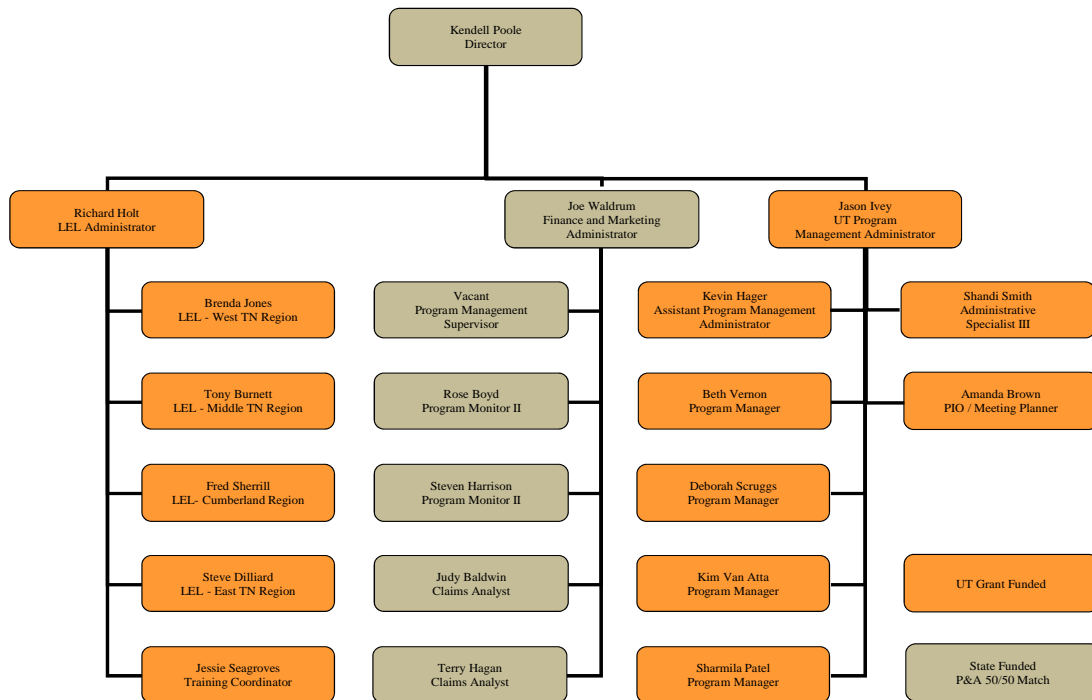 Kendell Poole
Director
Richard Holt
LEL Administrator
Joe Waldrum
Finance and Marketing
Administrator
Jason Ivey
UT Program
Management Administrator
Brenda Jones
LEL - West TN Region
Vacant
Program Management
Supervisor
Kevin Hager
Assistant Program Management
Administrator
Shandi Smith
Administrative
Specialist III
Tony Burnett
LEL - Middle TN Region
Rose Boyd
Program Monitor II
Beth Vernon
Program Manager
Amanda Brown
PIO / Meeting Planner
Fred Sherrill
LEL- Cumberland Region
Steven Harrison
Program Monitor II
Deborah Scruggs
Program Manager
Steve Dilliard
LEL - East TN Region
Judy Baldwin
Claims Analyst
Kim Van Atta
Program Manager
UT Grant Funded
Jessie Seagroves
Training Coordinator
Terry Hagan
Claims Analyst
Sharmila Patel
Program Manager
State Funded
P&A 50/50 Match